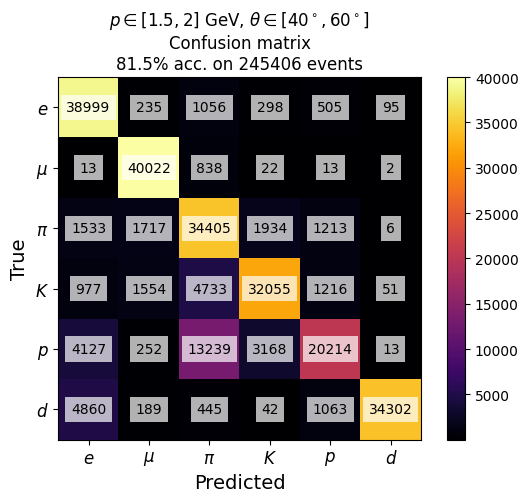 p ∈ [1.5, 2] GeV, θ ∈ [40°, 60°]
Confusion matrix
81.5% acc. on 245406 events
e 38999 235 1056 298 505 95
μ 13 40022 838 22 13 2
π 1533 1717 34405 1934 1213 6
K 977 1554 4733 32055 1216 51
p 4127 252 13239 3168 20214 13
d 4860 189 445 42 1063 34302
e μ π K p d
Predicted
True
40000
35000
30000
25000
20000
15000
10000
5000